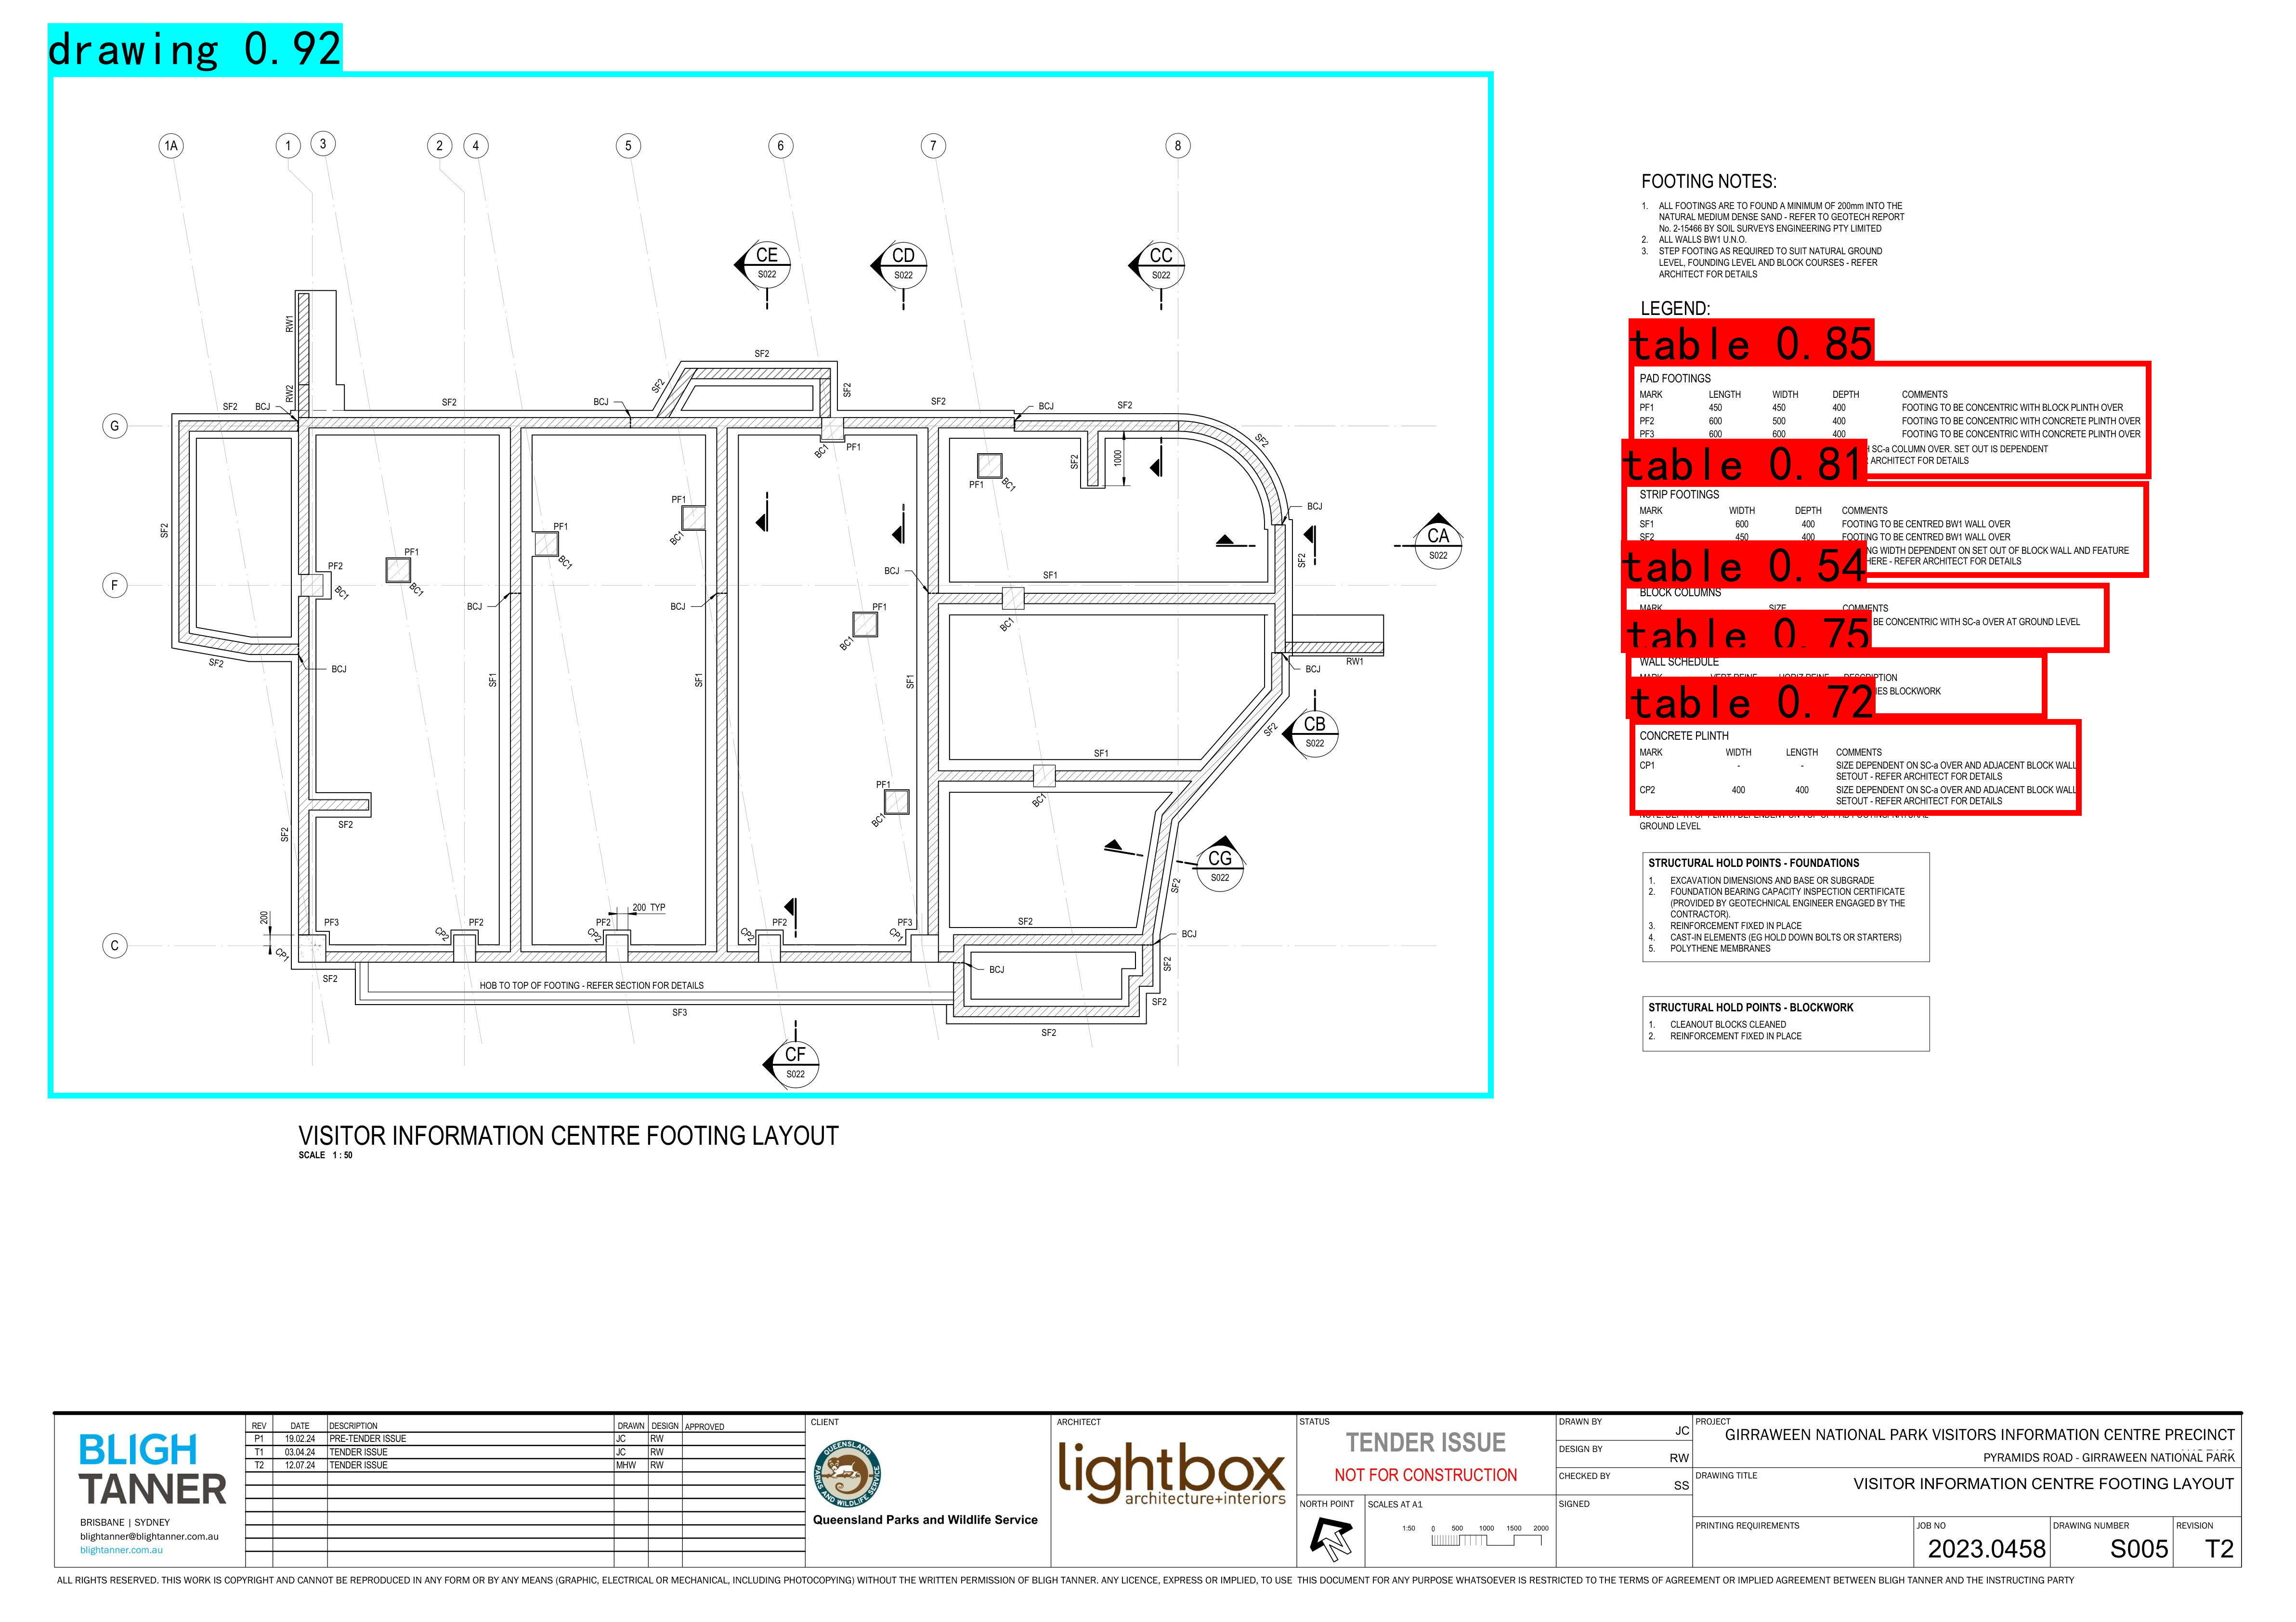 drawing 0.92
1A
1
3
2
4
5
6
7
8
CE
S022
CD
S022
CC
S022
RW1
RW2
SF2
SF2
SF2
SF2
BCJ
SF2
BCJ
SF2
BCJ
SF2
SF2
G
BC1
PF1
SF2
1000
PF1
BC1
PF1
BC1
BCJ
PF1
BC1
SF2
CA
S022
SF2
PF1
BC1
PF2
BC1
BCJ
SF1
F
BCJ
BCJ
PF1
BC1
BC1
SF2
BCJ
BCJ
RW1
SF1
SF1
SF1
CB
S022
SF2
SF1
PF1
BC1
BC1
SF2
SF2
CG
S022
SF2
200
PF3
PF2
PF2
200 TYP
PF2
PF3
SF2
CP1
CP2
CP2
CP2
CP1
BCJ
C
BCJ
SF2
SF2
HOB TO TOP OF FOOTING - REFER SECTION FOR DETAILS
SF2
SF3
SF2
CF
S022
VISITOR INFORMATION CENTRE FOOTING LAYOUT
SCALE 1 : 50
FOOTING NOTES:
1. ALL FOOTINGS ARE TO FOUND A MINIMUM OF 200mm INTO THE
NATURAL MEDIUM DENSE SAND - REFER TO GEOTECH REPORT
No. 2-15466 BY SOIL SURVEYS ENGINEERING PTY LIMITED
2. ALL WALLS BW1 U.N.O.
3. STEP FOOTING AS REQUIRED TO SUIT NATURAL GROUND
LEVEL, FOUNDING LEVEL AND BLOCK COURSES - REFER
ARCHITECT FOR DETAILS
LEGEND:
table 0.85
PAD FOOTINGS
MARK LENGTH WIDTH DEPTH COMMENTS
PF1 450 450 400 FOOTING TO BE CONCENTRIC WITH BLOCK PLINTH OVER
PF2 600 500 400 FOOTING TO BE CONCENTRIC WITH CONCRETE PLINTH OVER
PF3 600 600 400 FOOTING TO BE CONCENTRIC WITH CONCRETE PLINTH OVER
SC-a COLUMN OVER. SET OUT IS DEPENDENT
ARCHITECT FOR DETAILS
table 0.81
STRIP FOOTINGS
MARK WIDTH DEPTH COMMENTS
SF1 600 400 FOOTING TO BE CENTRED BW1 WALL OVER
SF2 450 400 FOOTING TO BE CENTRED BW1 WALL OVER
WIDTH DEPENDENT ON SET OUT OF BLOCK WALL AND FEATURE
HERE - REFER ARCHITECT FOR DETAILS
table 0.54
BLOCK COLUMNS
MARK SIZE COMMENTS
BE CONCENTRIC WITH SC-a OVER AT GROUND LEVEL
table 0.75
WALL SCHEDULE
MARK VERT REINF HORIZ REINF DESCRIPTION
BLOCKWORK
table 0.72
CONCRETE PLINTH
MARK WIDTH LENGTH COMMENTS
CP1 - - SIZE DEPENDENT ON SC-a OVER AND ADJACENT BLOCK WALL
SETOUT - REFER ARCHITECT FOR DETAILS
CP2 400 400 SIZE DEPENDENT ON SC-a OVER AND ADJACENT BLOCK WALL
SETOUT - REFER ARCHITECT FOR DETAILS
NOTE: DEPTH OF PLINTH DEPENDENT ON TOP OF PAD FOOTING/NATURAL
GROUND LEVEL
STRUCTURAL HOLD POINTS - FOUNDATIONS
1. EXCAVATION DIMENSIONS AND BASE OR SUBGRADE
2. FOUNDATION BEARING CAPACITY INSPECTION CERTIFICATE
(PROVIDED BY GEOTECHNICAL ENGINEER ENGAGED BY THE
CONTRACTOR).
3. REINFORCEMENT FIXED IN PLACE
4. CAST-IN ELEMENTS (EG HOLD DOWN BOLTS OR STARTERS)
5. POLYTHENE MEMBRANES
STRUCTURAL HOLD POINTS - BLOCKWORK
1. CLEANOUT BLOCKS CLEANED
2. REINFORCEMENT FIXED IN PLACE
BLIGH
TANNER
BRISBANE | SYDNEY
blightanner@blightanner.com.au
blightanner.com.au
REV DATE DESCRIPTION DRAWN DESIGN APPROVED
P1 19.02.24 PRE-TENDER ISSUE JC RW
T1 03.04.24 TENDER ISSUE JC RW
T2 12.07.24 TENDER ISSUE MHW RW
CLIENT
QUEENSLAND
PARKS AND WILDLIFE SERVICE
Queensland Parks and Wildlife Service
ARCHITECT
lightbox
architecture+interiors
STATUS
TENDER ISSUE
NOT FOR CONSTRUCTION
NORTH POINT
N
SCALES AT A1
1:50 0 500 1000 1500 2000
DRAWN BY JC
DESIGN BY RW
CHECKED BY SS
SIGNED
PROJECT
GIRRAWEEN NATIONAL PARK VISITORS INFORMATION CENTRE PRECINCT
PYRAMIDS ROAD - GIRRAWEEN NATIONAL PARK
DRAWING TITLE
VISITOR INFORMATION CENTRE FOOTING LAYOUT
PRINTING REQUIREMENTS
JOB NO
2023.0458
DRAWING NUMBER
S005
REVISION
T2
ALL RIGHTS RESERVED. THIS WORK IS COPYRIGHT AND CANNOT BE REPRODUCED IN ANY FORM OR BY ANY MEANS (GRAPHIC, ELECTRICAL OR MECHANICAL, INCLUDING PHOTOCOPYING) WITHOUT THE WRITTEN PERMISSION OF BLIGH TANNER. ANY LICENCE, EXPRESS OR IMPLIED, TO USE THIS DOCUMENT FOR ANY PURPOSE WHATSOEVER IS RESTRICTED TO THE TERMS OF AGREEMENT OR IMPLIED AGREEMENT BETWEEN BLIGH TANNER AND THE INSTRUCTING PARTY